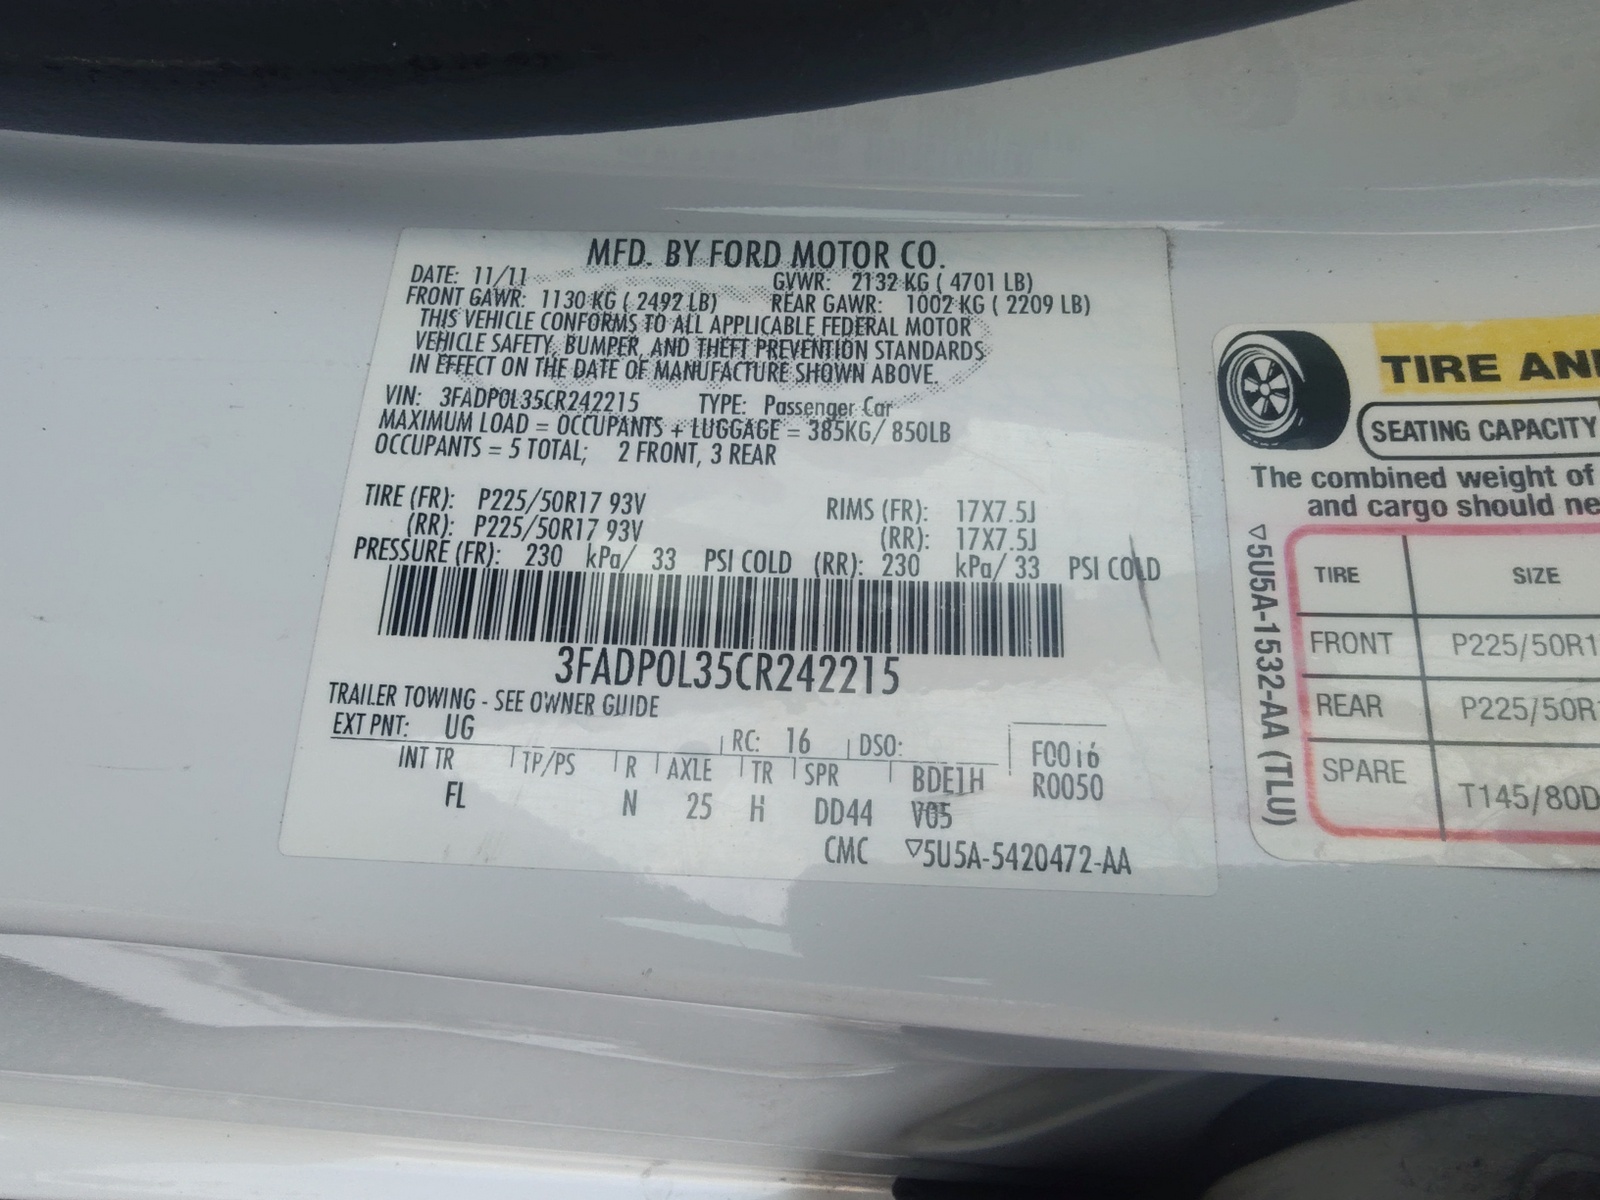 MFD. BY FORD MOTOR CO.
DATE: 11/11 GVWR: 2132 KG ( 4701 LB)
FRONT GAWR: 1130 KG ( 2492 LB) REAR GAWR: 1002 KG ( 2209 LB)
THIS VEHICLE CONFORMS TO ALL APPLICABLE FEDERAL MOTOR
VEHICLE SAFETY, BUMPER, AND THEFT PREVENTION STANDARDS
IN EFFECT ON THE DATE OF MANUFACTURE SHOWN ABOVE.
VIN: 3FADP0L35CR242215 TYPE: Passenger Car
MAXIMUM LOAD = OCCUPANTS + LUGGAGE = 385KG/ 850LB
OCCUPANTS = 5 TOTAL; 2 FRONT, 3 REAR
TIRE (FR): P225/50R17 93V RIMS (FR): 17X7.5J
(RR): P225/50R17 93V (RR): 17X7.5J
PRESSURE (FR): 230 kPa/ 33 PSI COLD (RR): 230 kPa/ 33 PSI COLD
3FADP0L35CR242215
TRAILER TOWING - SEE OWNER GUIDE
EXT PNT: UG RC: 16 DSO: F0016
INT TR TP/PS R AXLE TR SPR BDE1H R0050
FL N 25 H DD44 V05
CMC ▽5U5A-5420472-AA
TIRE AN
SEATING CAPACITY
The combined weight of
and cargo should ne
▽5U5A-1532-AA (TLU)
TIRE SIZE
FRONT P225/50R1
REAR P225/50R
SPARE T145/80D